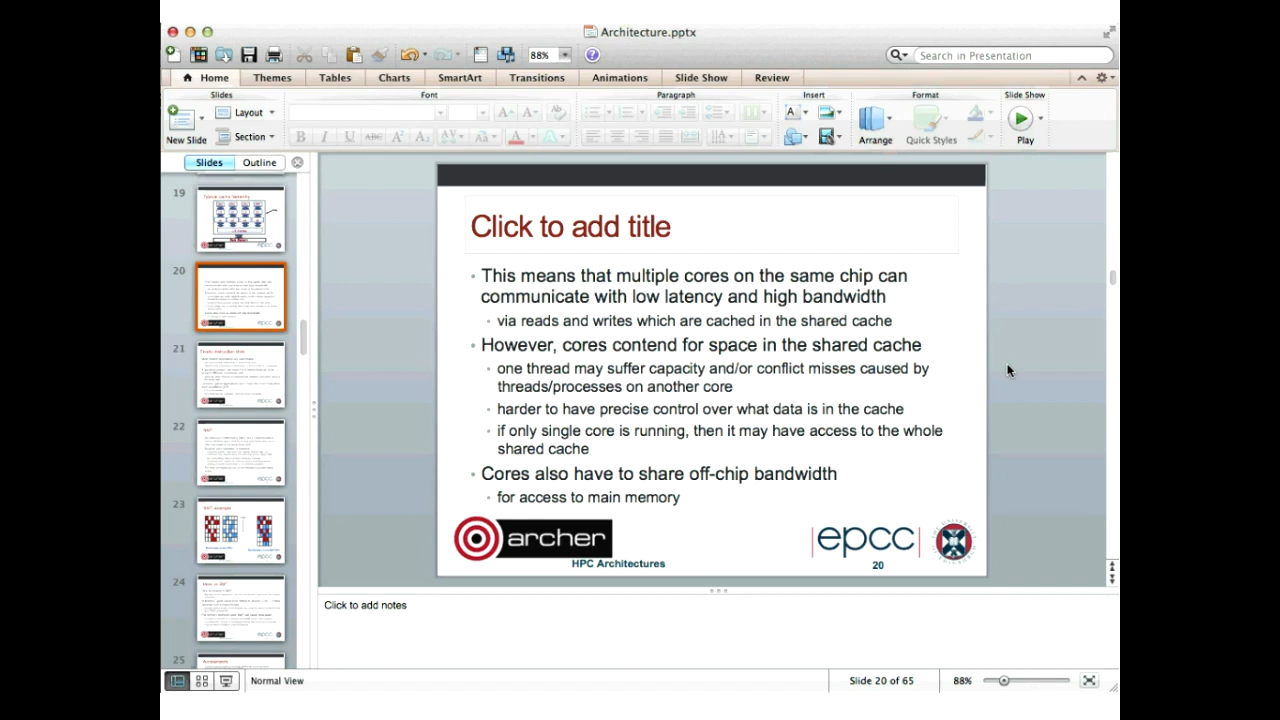 Architecture.pptx
88%
Search in Presentation
Home Themes Tables Charts SmartArt Transitions Animations Slide Show Review
Slides Font Paragraph Insert Format Slide Show
New Slide
Layout
Section
B I U ABC A² A₂ AV Aa A A
Arrange
Quick Styles
Play
Slides Outline
19
20
21
22
23
24
25
Click to add title
This means that multiple cores on the same chip can
communicate with low latency and high bandwidth
via reads and writes which are cached in the shared cache
However, cores contend for space in the shared cache
one thread may suffer capacity and/or conflict misses caused by
threads/processes on another core
harder to have precise control over what data is in the cache
if only single core is running, then it may have access to the whole
shared cache
Cores also have to share off-chip bandwidth
for access to main memory
archer
HPC Architectures
epcc
20
Click to add notes
Normal View
Slide 20 of 65
88%